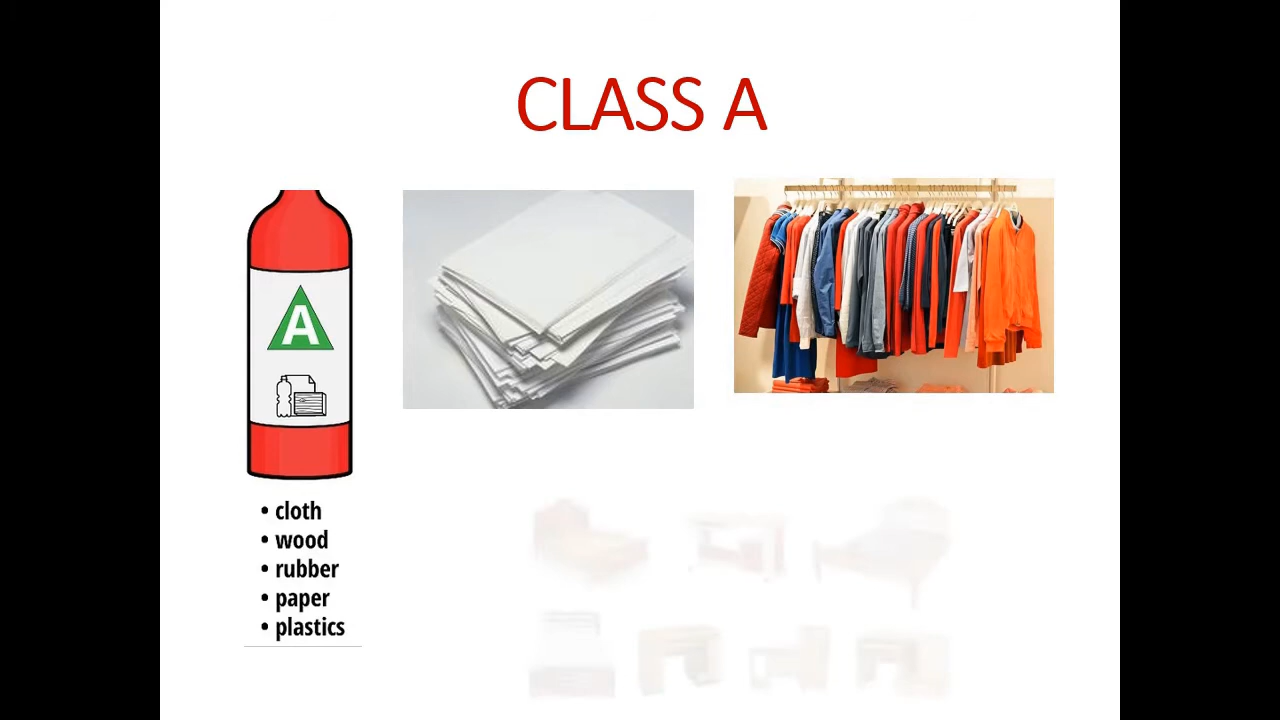 CLASS A
A
• cloth
• wood
• rubber
• paper
• plastics